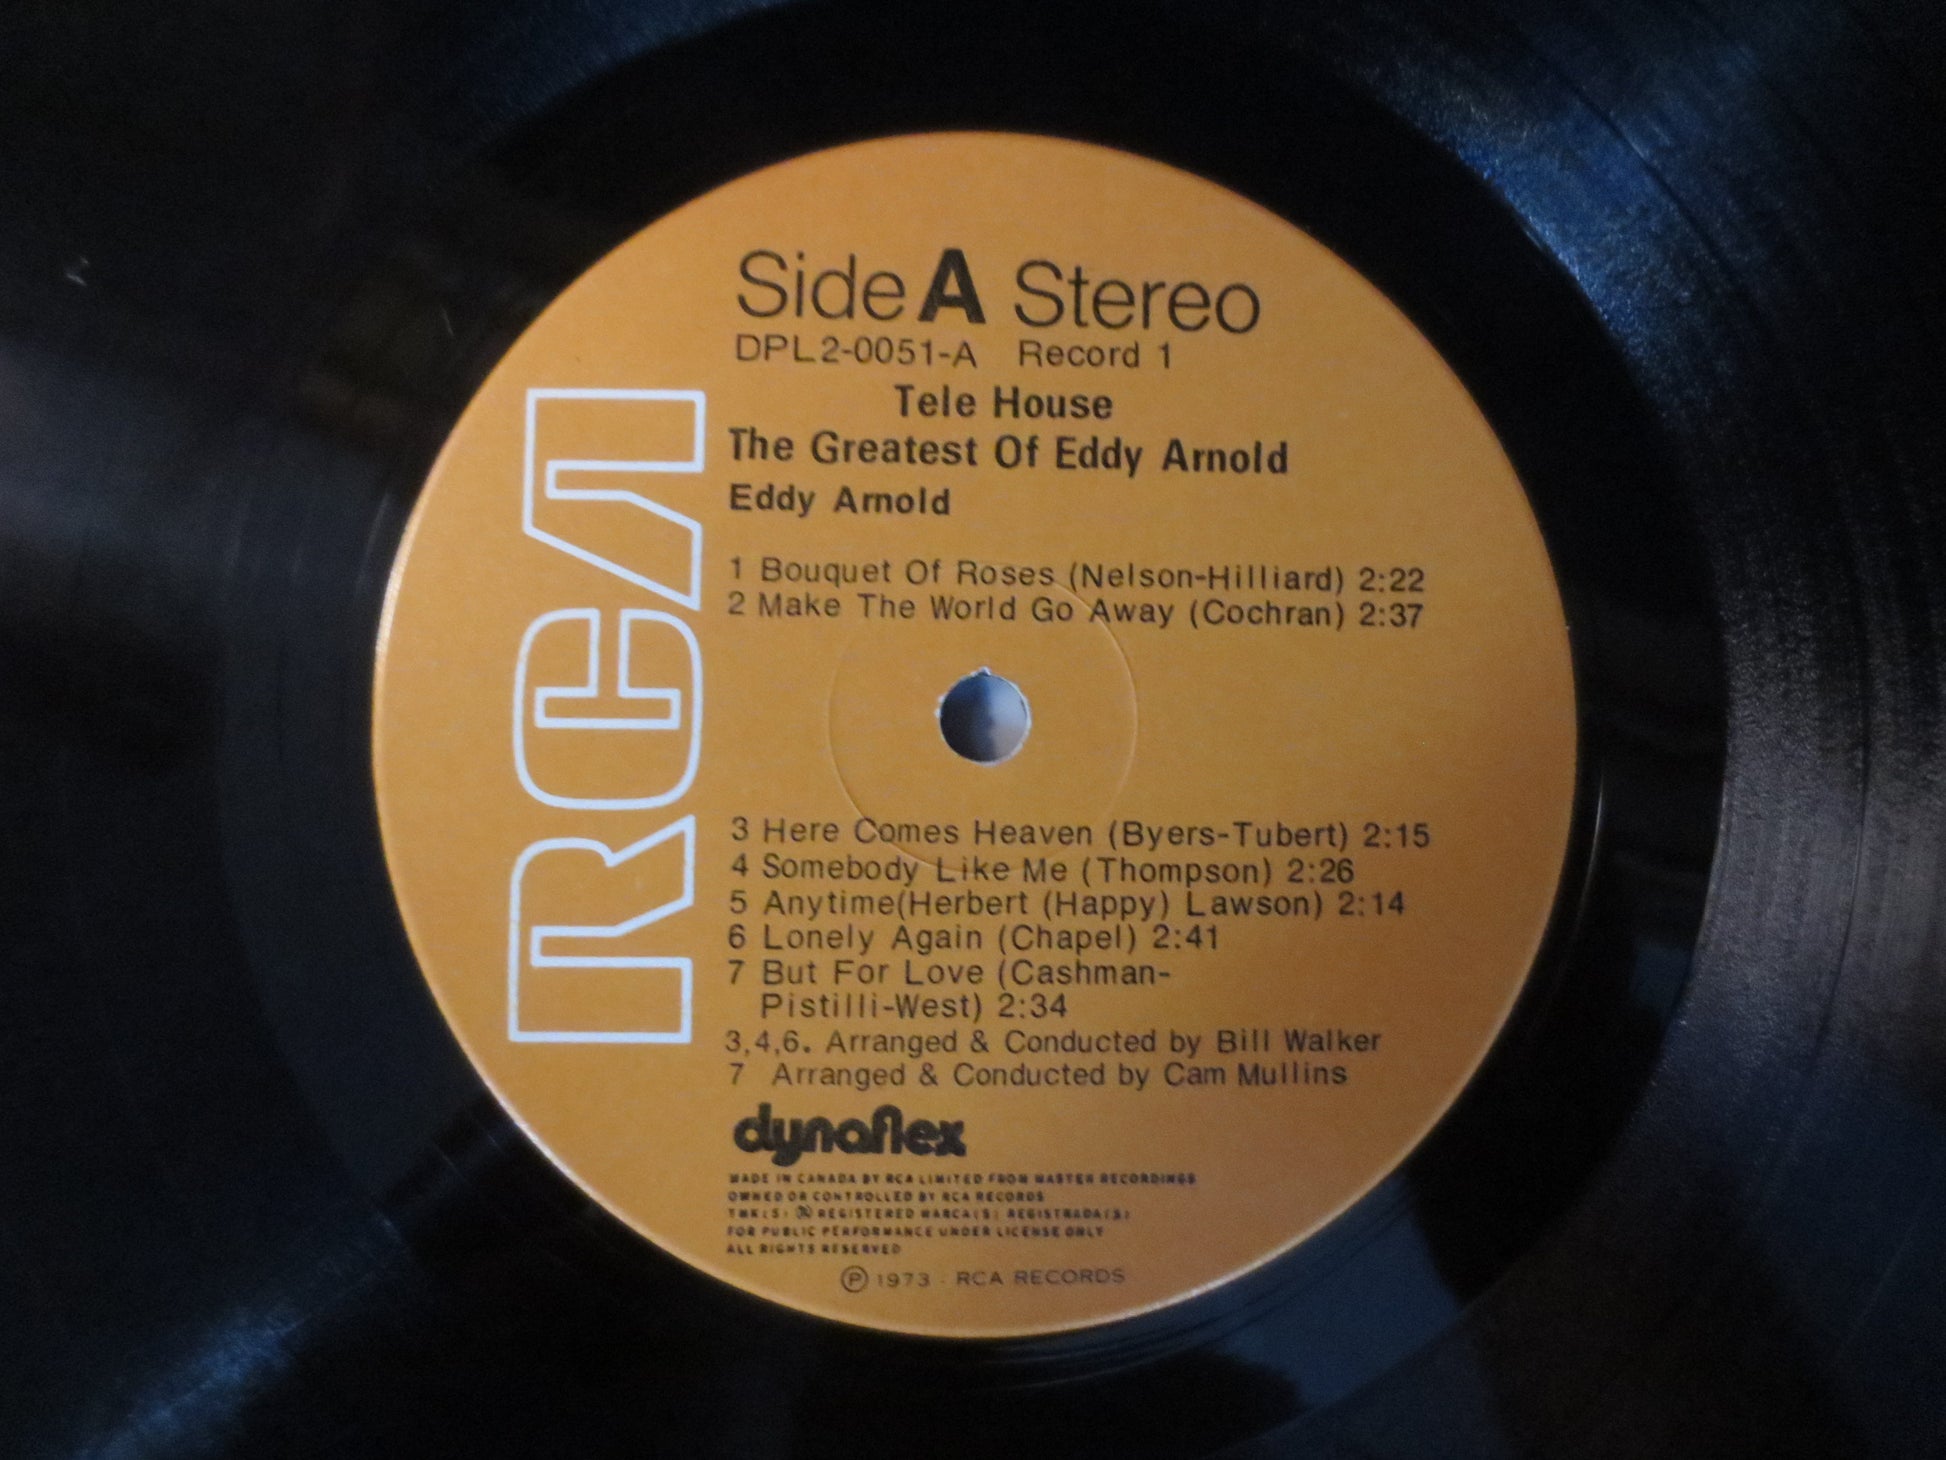 RCA
Side A Stereo
DPL2-0051-A Record 1
Tele House
The Greatest Of Eddy Arnold
Eddy Arnold
1 Bouquet Of Roses (Nelson-Hilliard) 2:22
2 Make The World Go Away (Cochran) 2:37
3 Here Comes Heaven (Byers-Tubert) 2:15
4 Somebody Like Me (Thompson) 2:26
5 Anytime(Herbert (Happy) Lawson) 2:14
6 Lonely Again (Chapel) 2:41
7 But For Love (Cashman-
Pistilli-West) 2:34
3,4,6. Arranged & Conducted by Bill Walker
7 Arranged & Conducted by Cam Mullins
dynaflex
MADE IN CANADA BY RCA LIMITED FROM MASTER RECORDINGS
OWNED OR CONTROLLED BY RCA RECORDS
TMK(S) ® REGISTERED MARCA(S) REGISTRADA(S)
FOR PUBLIC PERFORMANCE UNDER LICENSE ONLY
ALL RIGHTS RESERVED
℗ 1973 · RCA RECORDS